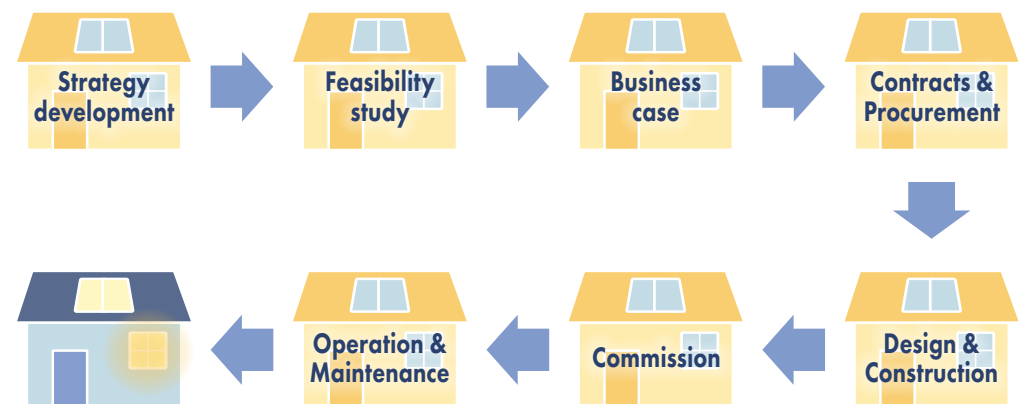 Strategy
development
Feasibility
study
Business
case
Contracts &
Procurement
Design &
Construction
Commission
Operation &
Maintenance